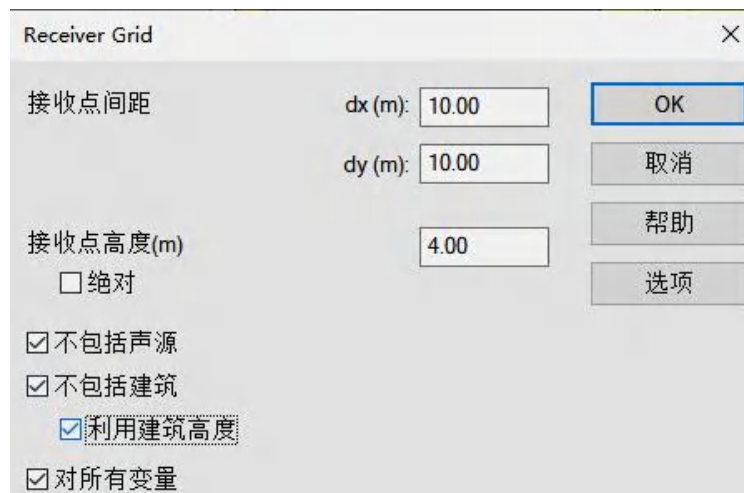 Receiver Grid
接收点间距 dx (m): 10.00 OK
dy (m): 10.00 取消
帮助
接收点高度(m) 4.00
绝对 选项
不包括声源
不包括建筑
利用建筑高度
对所有变量